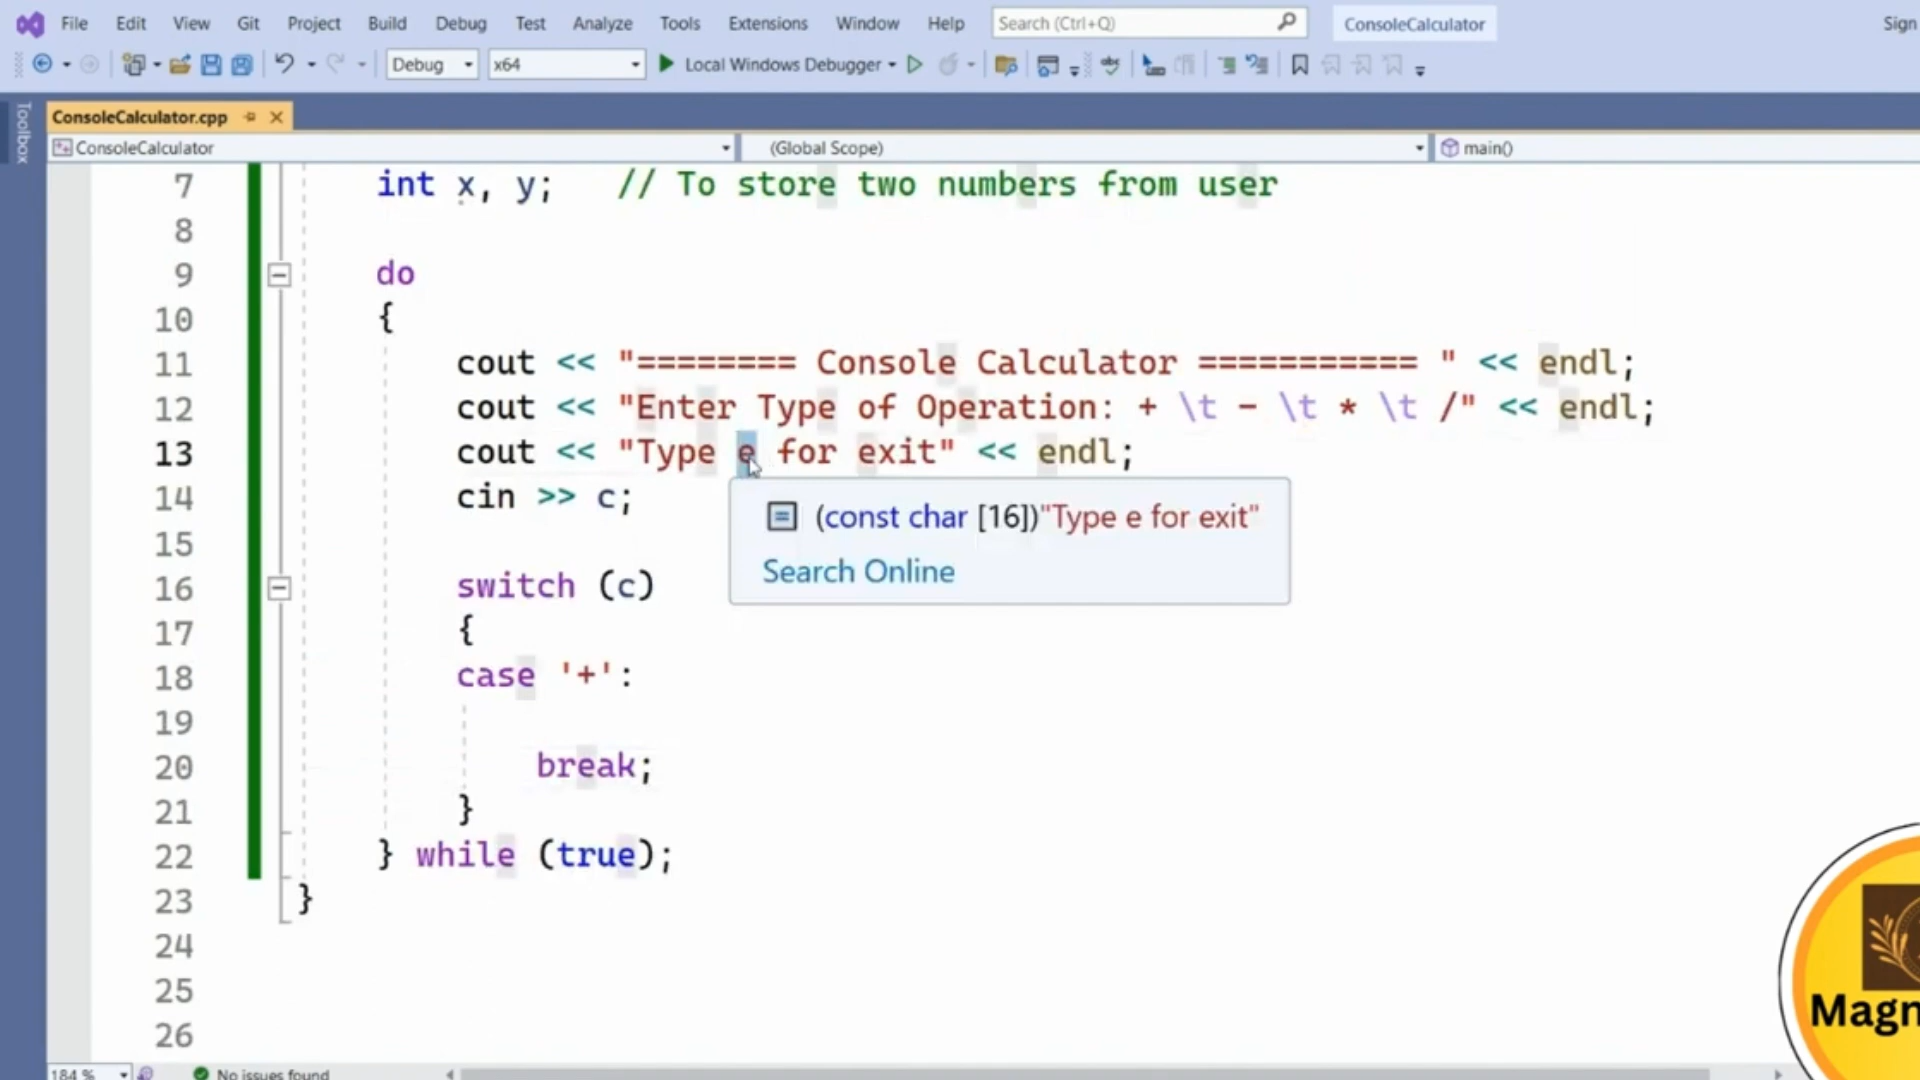 File Edit View Git Project Build Debug Test Analyze Tools Extensions Window Help Search (Ctrl+Q) ConsoleCalculator Sign
Debug x64 Local Windows Debugger
Toolbox
ConsoleCalculator.cpp
ConsoleCalculator (Global Scope) main()
7 int x, y; // To store two numbers from user
8
9 do
10 {
11 cout << "======== Console Calculator =========== " << endl;
12 cout << "Enter Type of Operation: + \t - \t * \t /" << endl;
13 cout << "Type e for exit" << endl;
14 cin >> c;
(const char [16])"Type e for exit"
Search Online
15
16 switch (c)
17 {
18 case '+':
19
20 break;
21 }
22 } while (true);
23 }
24
25
26
184 % No issues found